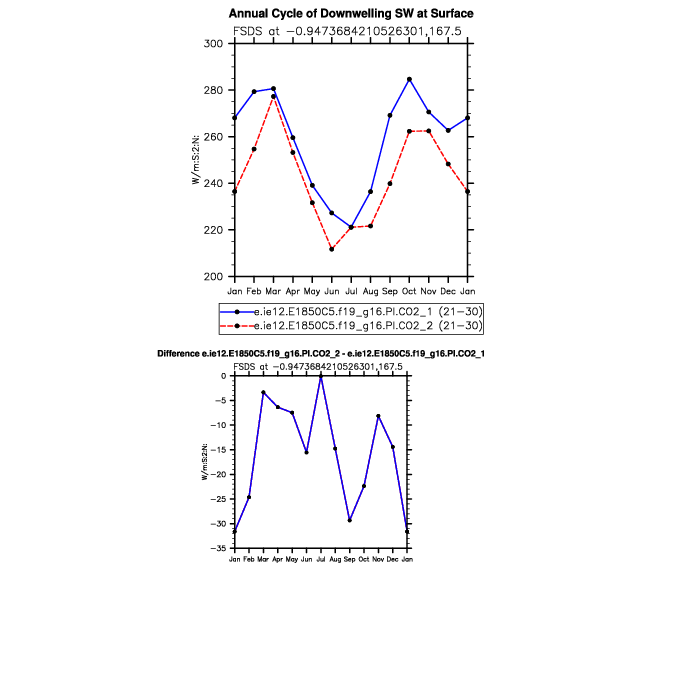 Annual Cycle of Downwelling SW at Surface
FSDS at −0.9473684210526301,167.5
300
280
260
240
220
200
W/m:S:2:N:
Jan Feb Mar Apr May Jun Jul Aug Sep Oct Nov Dec Jan
e.ie12.E1850C5.f19_g16.PI.CO2_1 (21−30)
e.ie12.E1850C5.f19_g16.PI.CO2_2 (21−30)
Difference e.ie12.E1850C5.f19_g16.PI.CO2_2 - e.ie12.E1850C5.f19_g16.PI.CO2_1
FSDS at −0.9473684210526301,167.5
0
−5
−10
−15
−20
−25
−30
−35
W/m:S:2:N:
Jan Feb Mar Apr May Jun Jul Aug Sep Oct Nov Dec Jan